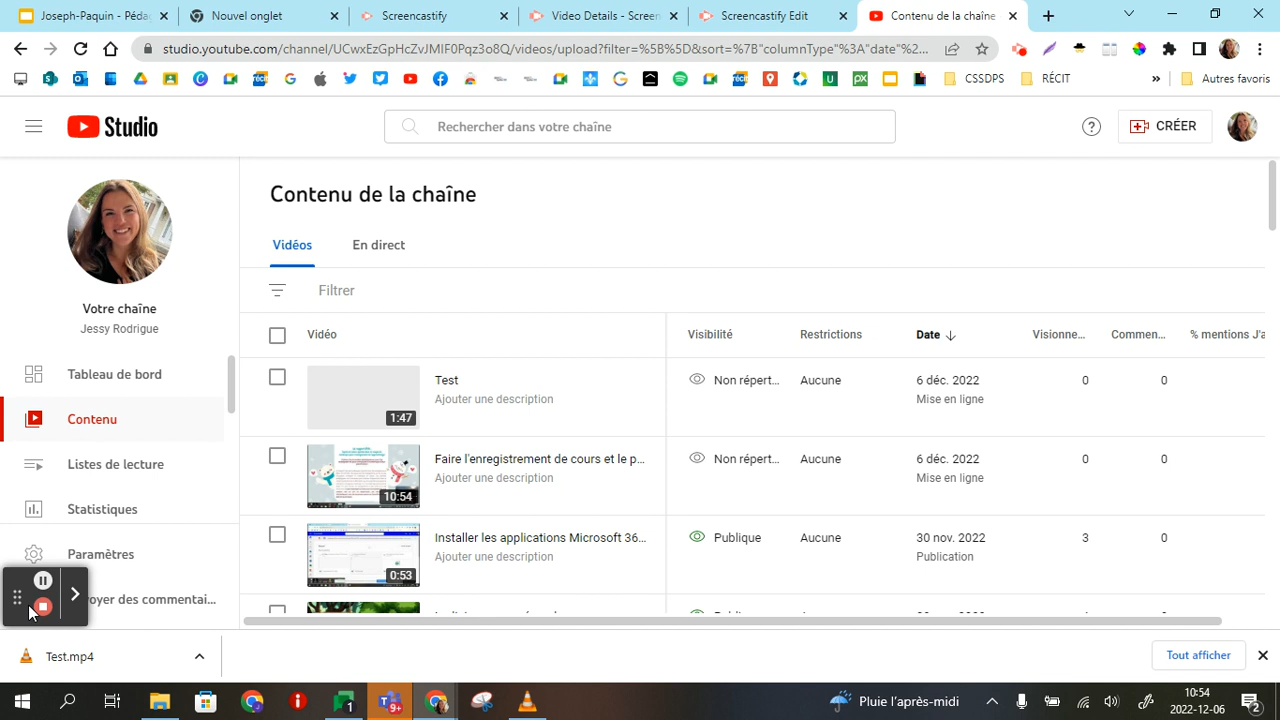 Joseph-Paquin - Péda
Nouvel onglet
Screencastify
Video Details - Screen
Screencastify Edit
Contenu de la chaîne
studio.youtube.com/channel/UCwxEzGpHcZvJMIF0Pqz3o8Q/videos/upload?filter=%5B%5D&sort=%7B"columnType"%3A"date"%2...
CSSDPS
RÉCIT
Autres favoris
Studio
Rechercher dans votre chaîne
CRÉER
Contenu de la chaîne
Vidéos
En direct
Filtrer
Votre chaîne
Jessy Rodrigue
Tableau de bord
Contenu
Listes de lecture
Statistiques
Paramètres
oyer des commentai...
Vidéo
Visibilité
Restrictions
Date
Visionne...
Commen...
% mentions J'a
1:47
Test
Ajouter une description
Non répert...
Aucune
6 déc. 2022
Mise en ligne
0
0
10:54
Faire l'enregistrement de cours et le p...
Ajouter une description
Non répert...
Aucune
6 déc. 2022
Mise en ligne
0
0
0:53
Installer les applications Microsoft 36...
Ajouter une description
Publique
Aucune
30 nov. 2022
Publication
3
0
Test.mp4
Tout afficher
Pluie l'après-midi
10:54
2022-12-06